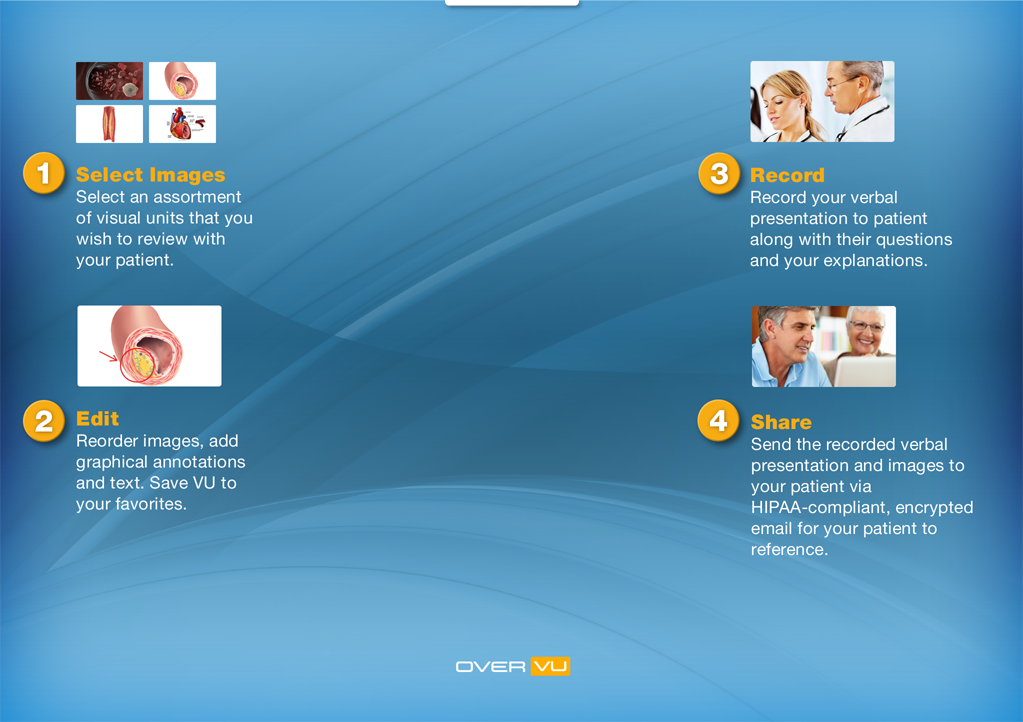 1
Select Images
Select an assortment
of visual units that you
wish to review with
your patient.
2
Edit
Reorder images, add
graphical annotations
and text. Save VU to
your favorites.
3
Record
Record your verbal
presentation to patient
along with their questions
and your explanations.
4
Share
Send the recorded verbal
presentation and images to
your patient via
HIPAA-compliant, encrypted
email for your patient to
reference.
OVER VU